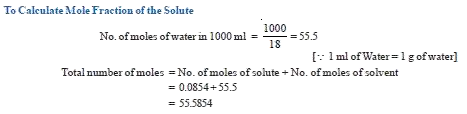 To Calculate Mole Fraction of the Solute
No. of moles of water in 1000 ml = 1000/18 = 55.5
[∵ 1 ml of Water = 1 g of water]
Total number of moles = No. of moles of solute + No. of moles of solvent
= 0.0854 + 55.5
= 55.5854